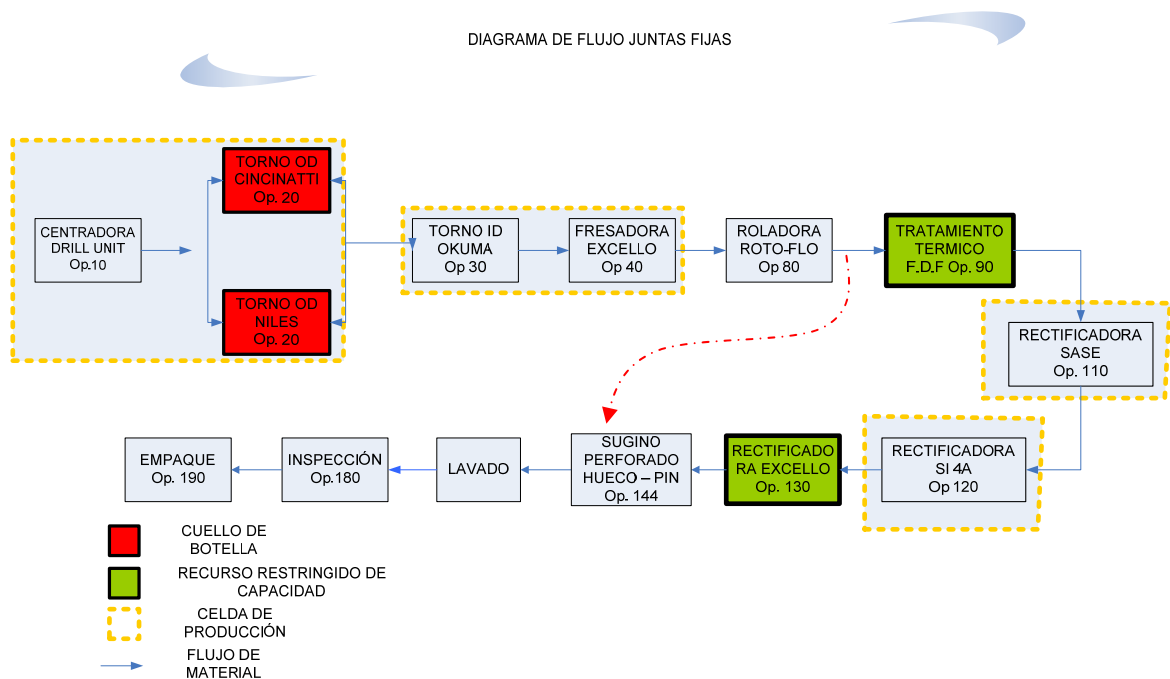 DIAGRAMA DE FLUJO JUNTAS FIJAS
CENTRADORA
DRILL UNIT
Op.10
TORNO OD
CINCINATTI
Op. 20
TORNO OD
NILES
Op. 20
TORNO ID
OKUMA
Op 30
FRESADORA
EXCELLO
Op 40
ROLADORA
ROTO-FLO
Op 80
TRATAMIENTO
TERMICO
F.D.F Op. 90
RECTIFICADORA
SASE
Op. 110
RECTIFICADORA
SI 4A
Op 120
RECTIFICADO
RA EXCELLO
Op. 130
SUGINO
PERFORADO
HUECO – PIN
Op. 144
LAVADO
INSPECCIÓN
Op.180
EMPAQUE
Op. 190
CUELLO DE
BOTELLA
RECURSO RESTRINGIDO DE
CAPACIDAD
CELDA DE
PRODUCCIÓN
FLUJO DE
MATERIAL